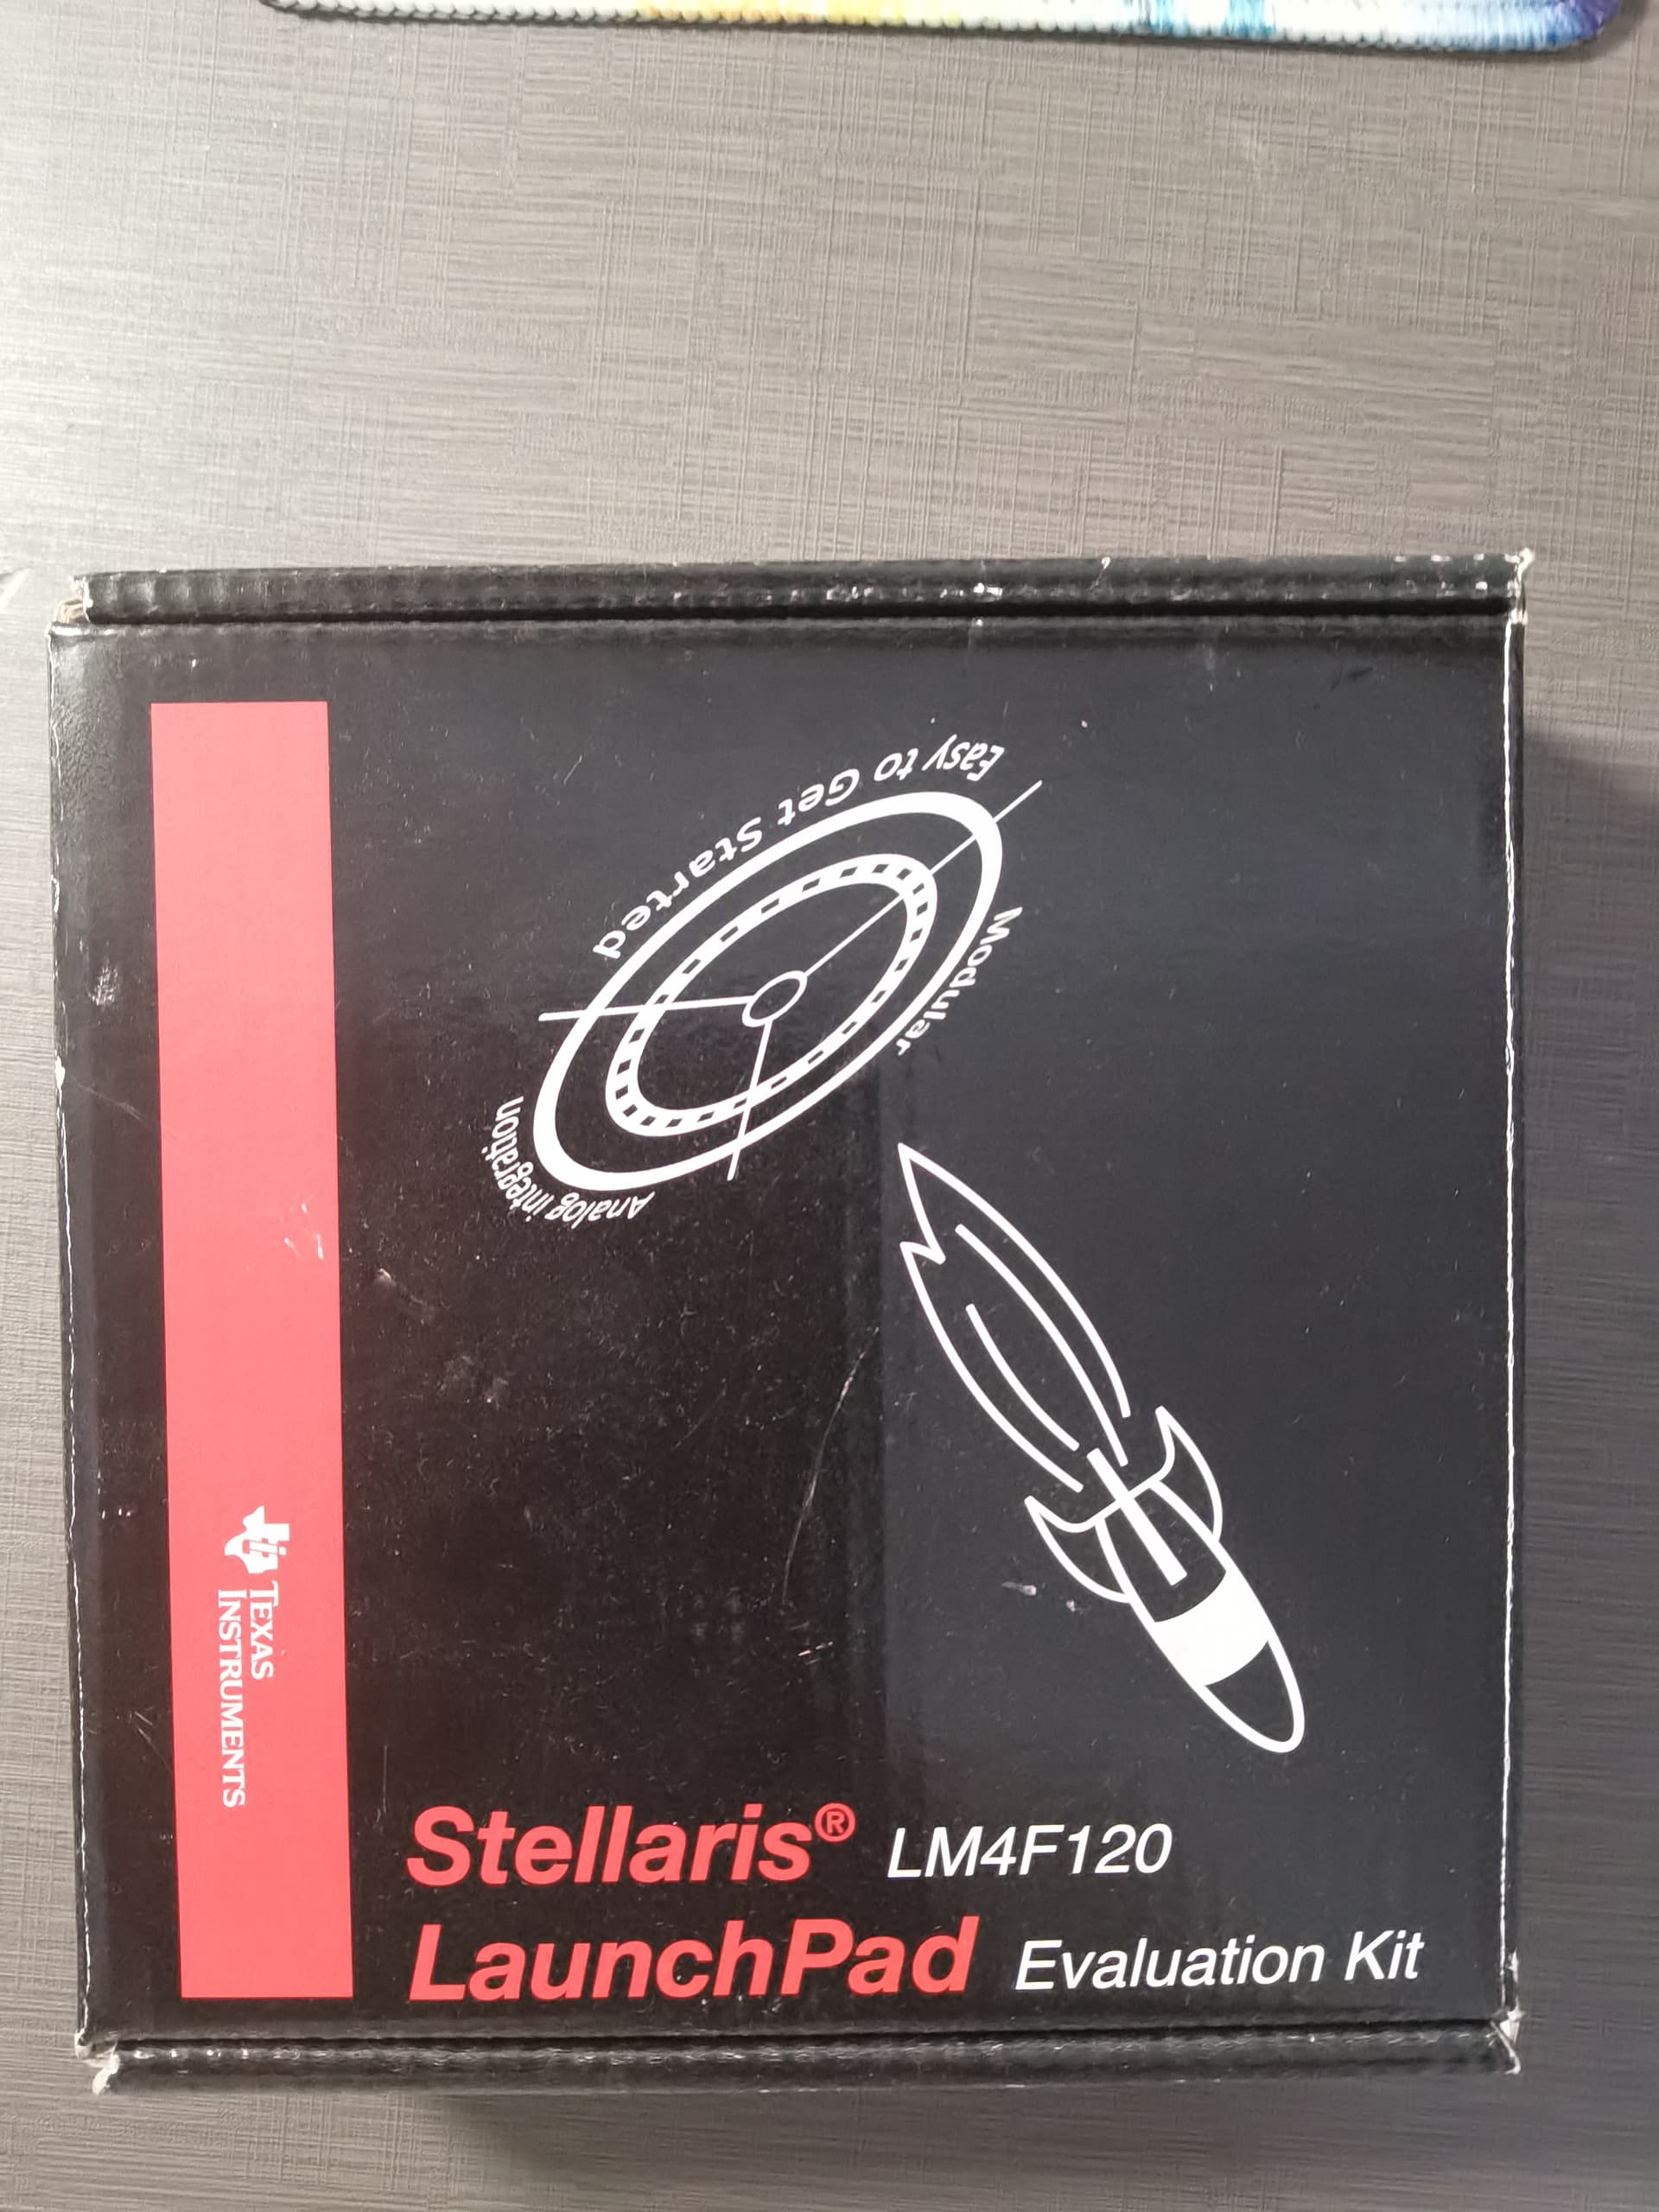 Easy to Get Started
Modular
Analog integration
TEXAS
INSTRUMENTS
Stellaris® LM4F120
LaunchPad Evaluation Kit